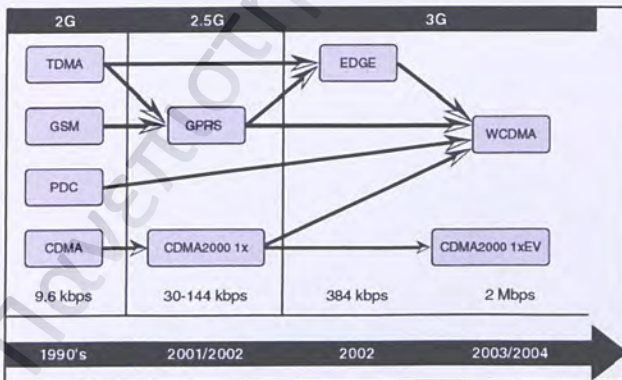 2G 2.5G 3G
TDMA EDGE
GSM GPRS WCDMA
PDC
CDMA CDMA2000 1x CDMA2000 1xEV
9.6 kbps 30-144 kbps 384 kbps 2 Mbps
1990's 2001/2002 2002 2003/2004
Πανεπιστη